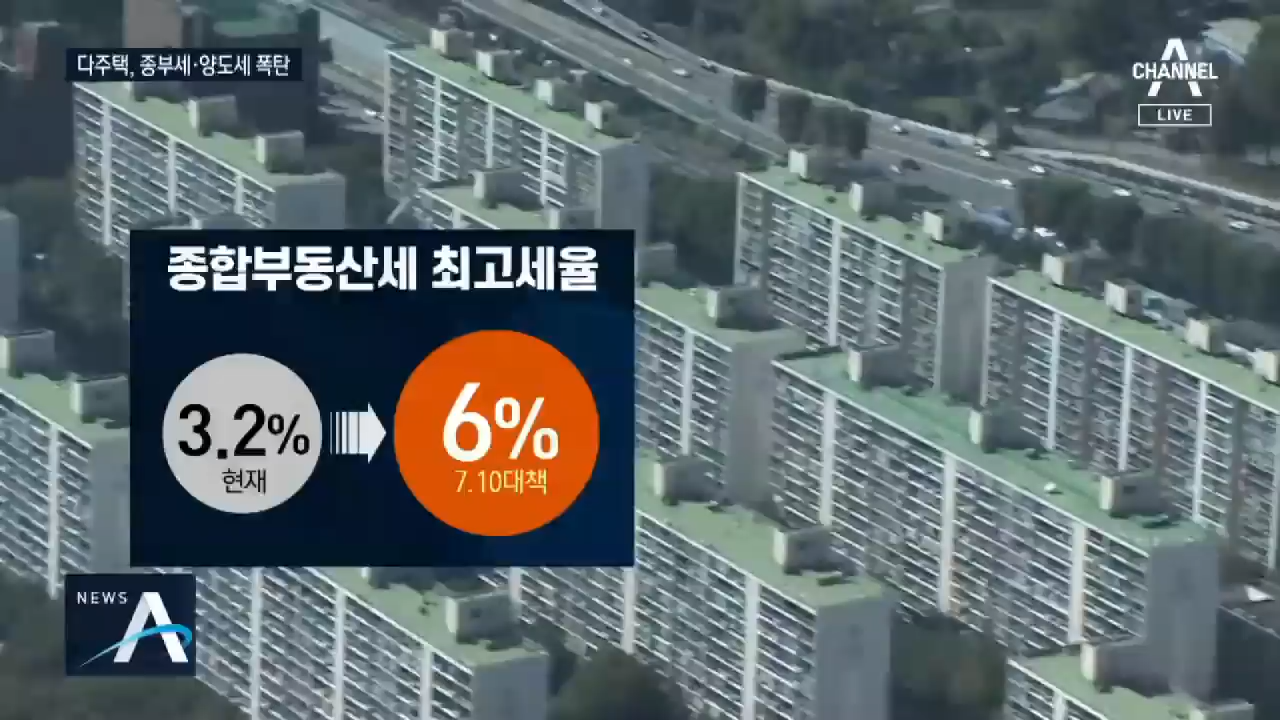 다주택, 종부세·양도세 폭탄
CHANNEL
LIVE
종합부동산세 최고세율
3.2%
현재
6%
7.10대책
NEWS
A